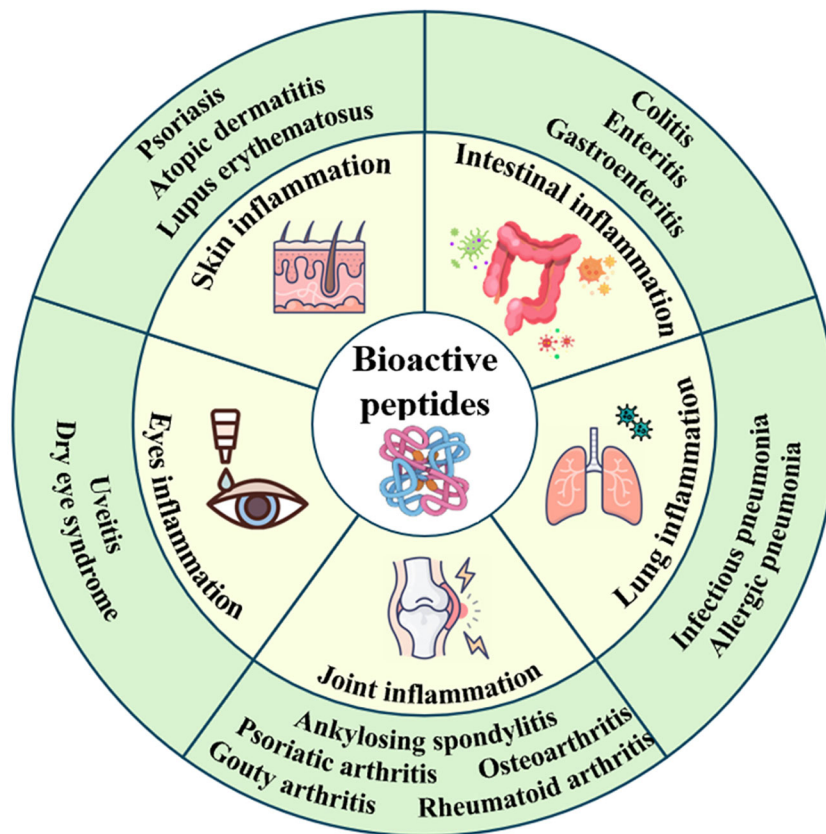 Bioactive
peptides
Skin inflammation
Psoriasis
Atopic dermatitis
Lupus erythematosus
Intestinal inflammation
Colitis
Enteritis
Gastroenteritis
Lung inflammation
Infectious pneumonia
Allergic pneumonia
Joint inflammation
Ankylosing spondylitis
Psoriatic arthritis
Osteoarthritis
Gouty arthritis
Rheumatoid arthritis
Eyes inflammation
Uveitis
Dry eye syndrome